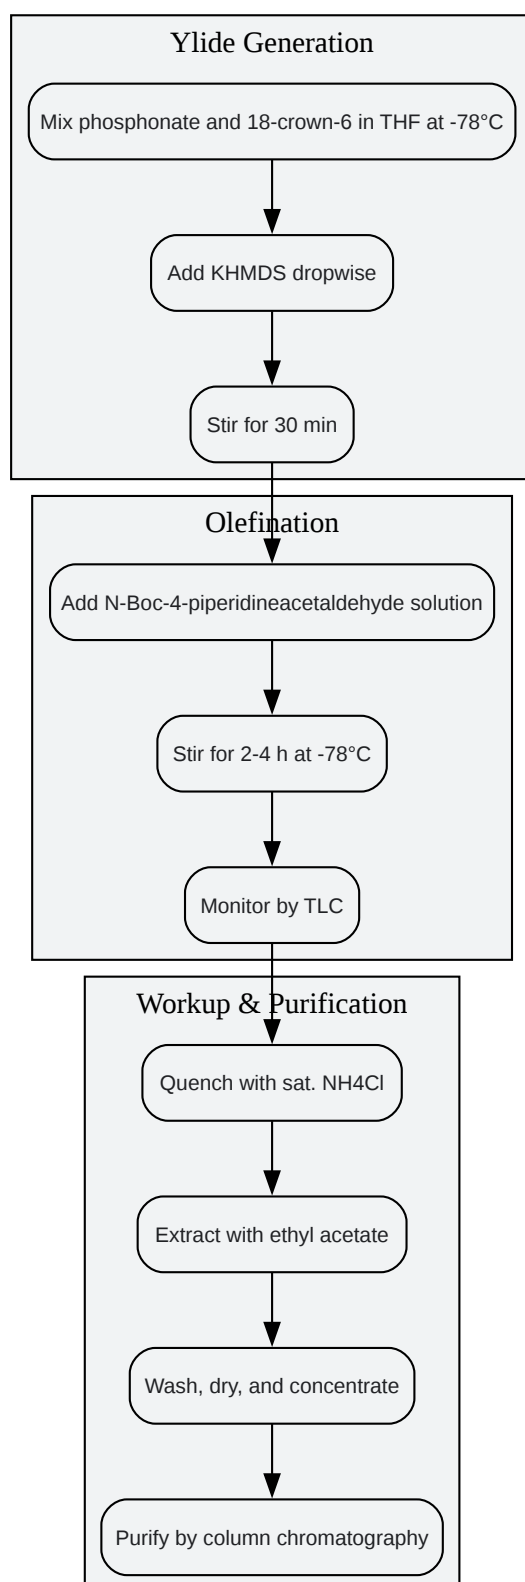 Ylide Generation
Mix phosphonate and 18-crown-6 in THF at -78°C
Add KHMDS dropwise
Stir for 30 min
Olefination
Add N-Boc-4-piperidineacetaldehyde solution
Stir for 2-4 h at -78°C
Monitor by TLC
Workup & Purification
Quench with sat. NH4Cl
Extract with ethyl acetate
Wash, dry, and concentrate
Purify by column chromatography